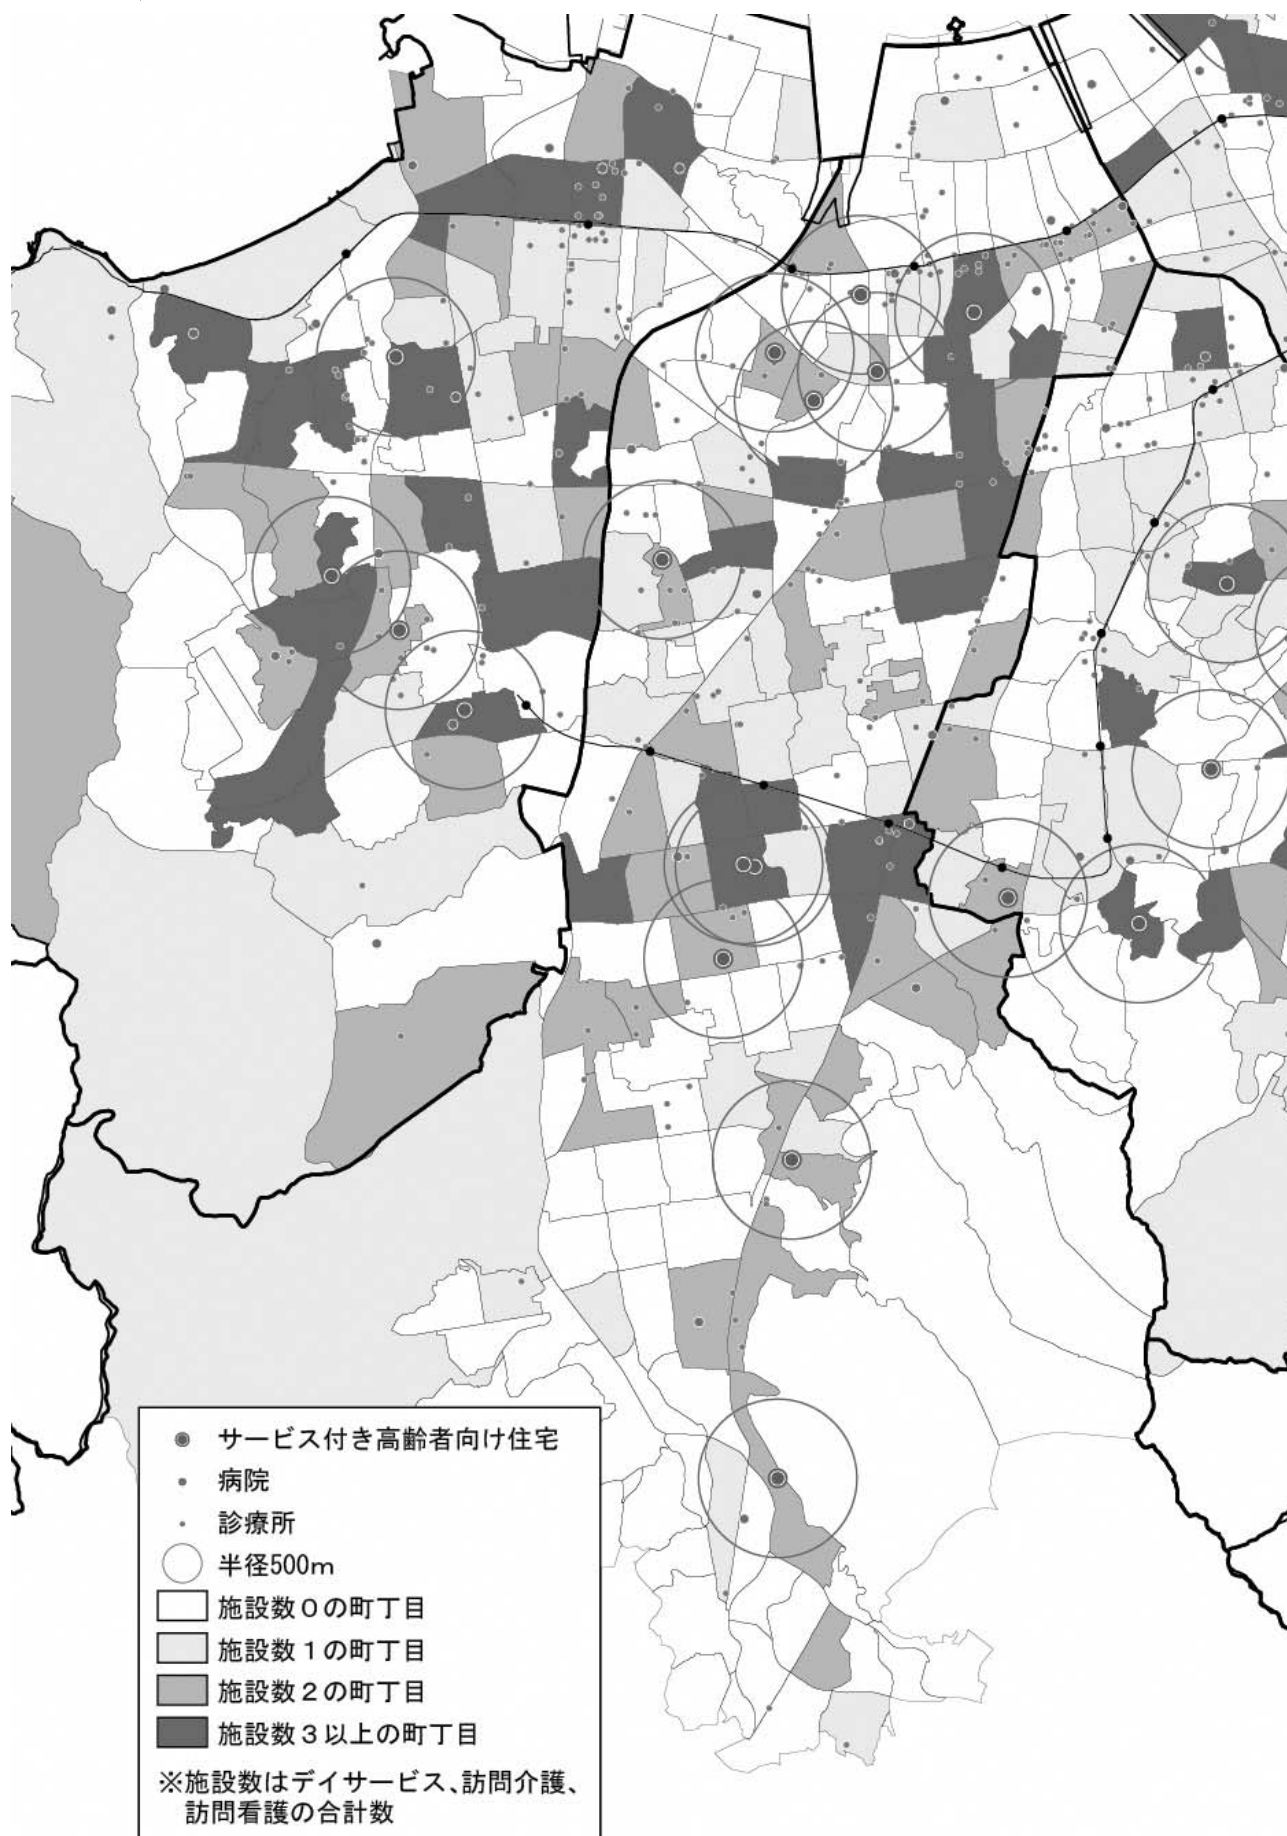 サービス付き高齢者向け住宅
病院
診療所
半径500m
施設数０の町丁目
施設数１の町丁目
施設数２の町丁目
施設数３以上の町丁目
※施設数はデイサービス、訪問介護、
訪問看護の合計数